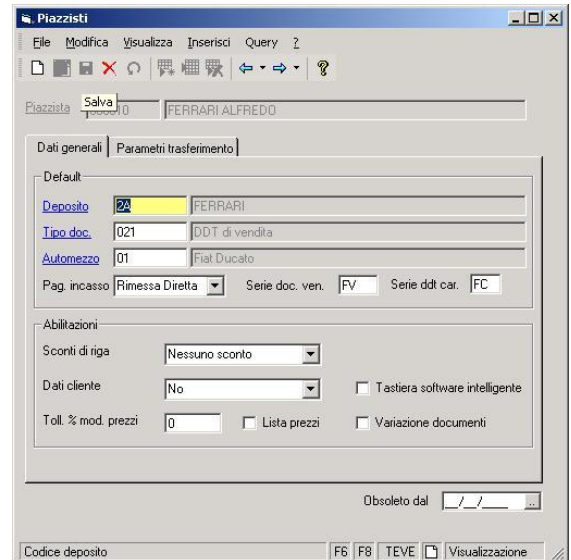 Piazzisti
File Modifica Visualizza Inserisci Query ?
Piazzista Salva FERRARI ALFREDO
Dati generali Parametri trasferimento
Default
Deposito 2A FERRARI
Tipo doc. 021 DDT di vendita
Automezzo 01 Fiat Ducato
Pag. incasso Rimessa Diretta Serie doc. ven. FV Serie ddt car. FC
Abilitazioni
Sconti di riga Nessuno sconto
Dati cliente No Tastiera software intelligente
Toll. % mod. prezzi 0 Lista prezzi Variazione documenti
Obsoleto dal __/__/____ ..
Codice deposito F6 F8 TEVE Visualizzazione